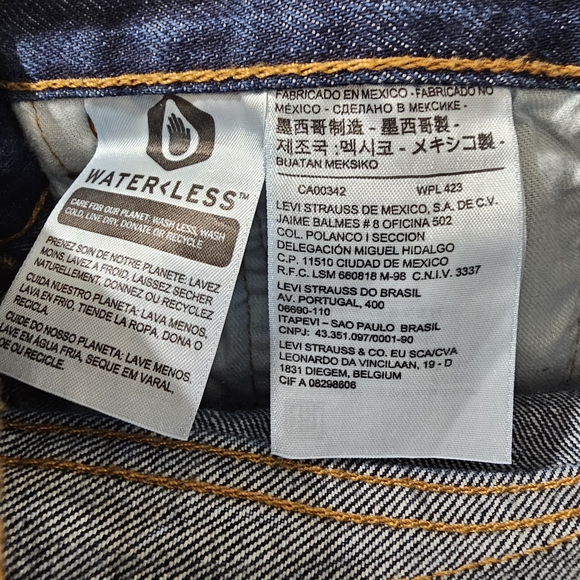 WATER<LESS™
CARE FOR OUR PLANET: WASH LESS, WASH
COLD, LINE DRY, DONATE OR RECYCLE
PRENEZ SOIN DE NOTRE PLANETE: LAVEZ
MOINS, LAVEZ A FROID, LAISSEZ SECHER
NATURELLEMENT, DONNEZ OU RECYCLEZ
CUIDA NUESTRO PLANETA: LAVA MENOS,
LAVA EN FRIO, TIENDE LA ROPA, DONA O
RECICLA.
CUIDE DO NOSSO PLANETA: LAVE MENOS,
LAVE EM ÁGUA FRIA, SEQUE EM VARAL,
DOE OU RECICLE.
FABRICADO EN MEXICO - FABRICADO NO
MÉXICO - СДЕЛАНО В МЕКСИКЕ -
墨西哥制造 - 墨西哥製 -
제조국 :멕시코 - メキシコ製 -
BUATAN MEKSIKO
CA00342 WPL 423
LEVI STRAUSS DE MEXICO, S.A. DE C.V.
JAIME BALMES # 8 OFICINA 502
COL. POLANCO I SECCION
DELEGACIÓN MIGUEL HIDALGO
C.P. 11510 CIUDAD DE MEXICO
R.F.C. LSM 660818 M-98 C.N.I.V. 3337
LEVI STRAUSS DO BRASIL
AV. PORTUGAL, 400
06690-110
ITAPEVI – SAO PAULO BRASIL
CNPJ: 43.351.097/0001-90
LEVI STRAUSS & CO. EU SCA/CVA
LEONARDO DA VINCILAAN, 19 - D
1831 DIEGEM, BELGIUM
CIF A 08298606